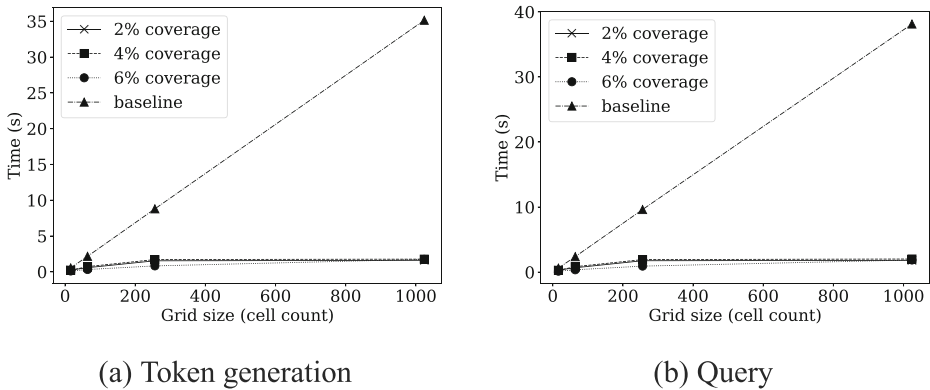 35
30
25
20
15
10
5
0
Time (s)
2% coverage
4% coverage
6% coverage
baseline
0 200 400 600 800 1000
Grid size (cell count)
(a) Token generation
40
30
20
10
0
Time (s)
2% coverage
4% coverage
6% coverage
baseline
0 200 400 600 800 1000
Grid size (cell count)
(b) Query